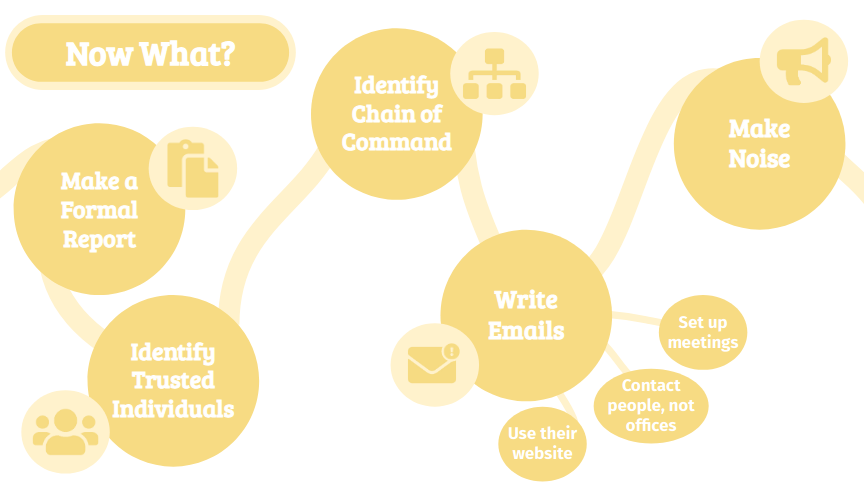 Now What?
Make a
Formal
Report
Identify
Trusted
Individuals
Identify
Chain of
Command
Write
Emails
Set up
meetings
Contact
people, not
offices
Use their
website
Make
Noise